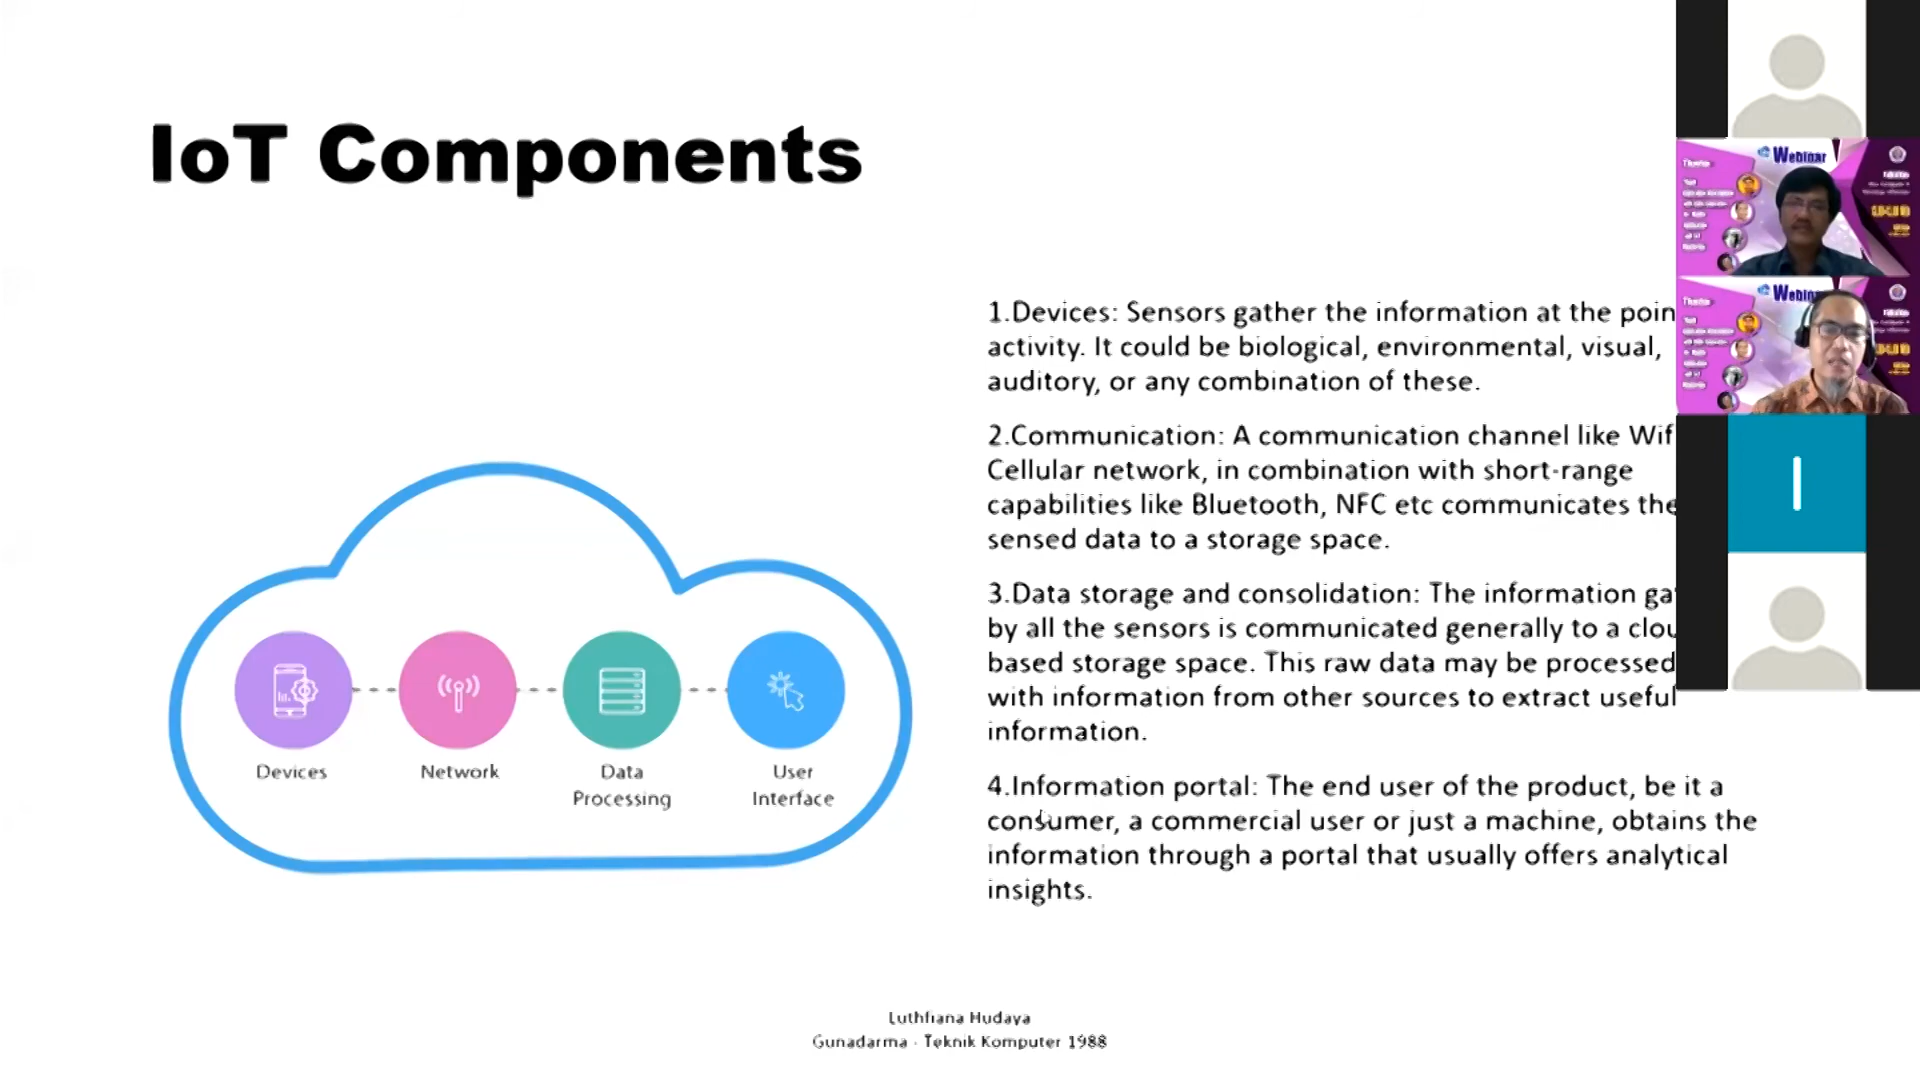 IoT Components
1.Devices: Sensors gather the information at the poin
activity. It could be biological, environmental, visual,
auditory, or any combination of these.
2.Communication: A communication channel like Wif
Cellular network, in combination with short-range
capabilities like Bluetooth, NFC etc communicates the
sensed data to a storage space.
3.Data storage and consolidation: The information ga
by all the sensors is communicated generally to a clou
based storage space. This raw data may be processed
with information from other sources to extract useful
information.
4.Information portal: The end user of the product, be it a
consumer, a commercial user or just a machine, obtains the
information through a portal that usually offers analytical
insights.
Devices
Network
Data
Processing
User
Interface
Luthfiana Hudaya
Gunadarma - Teknik Komputer 1988
Webinar
I